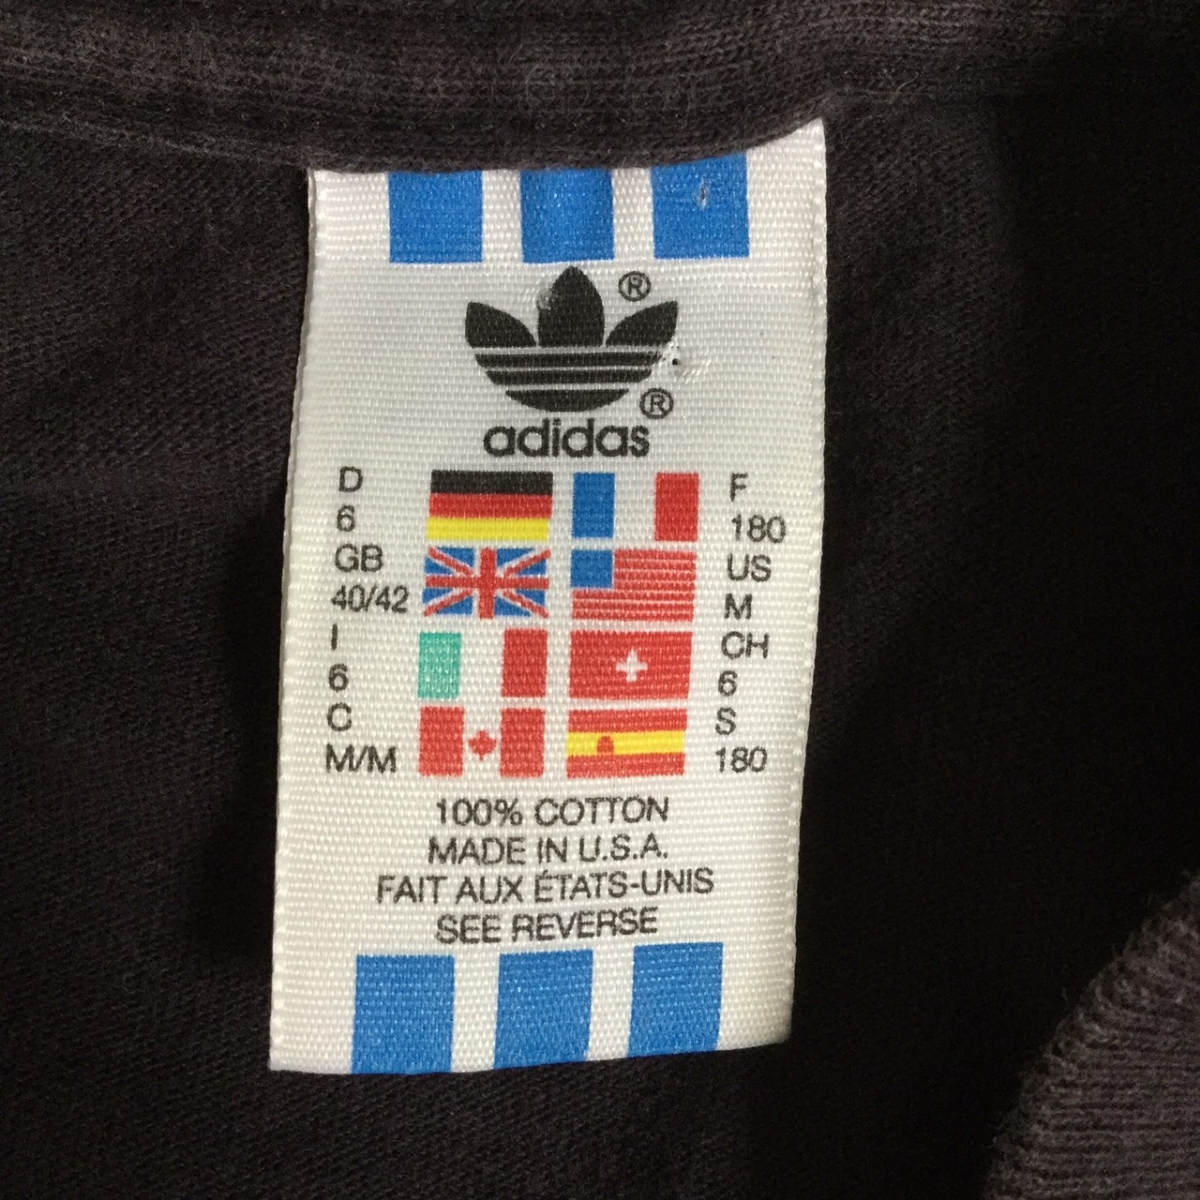 ®
®
adidas
D
6
GB
40/42
I
6
C
M/M
F
180
US
M
CH
6
S
180
100% COTTON
MADE IN U.S.A.
FAIT AUX ÉTATS-UNIS
SEE REVERSE